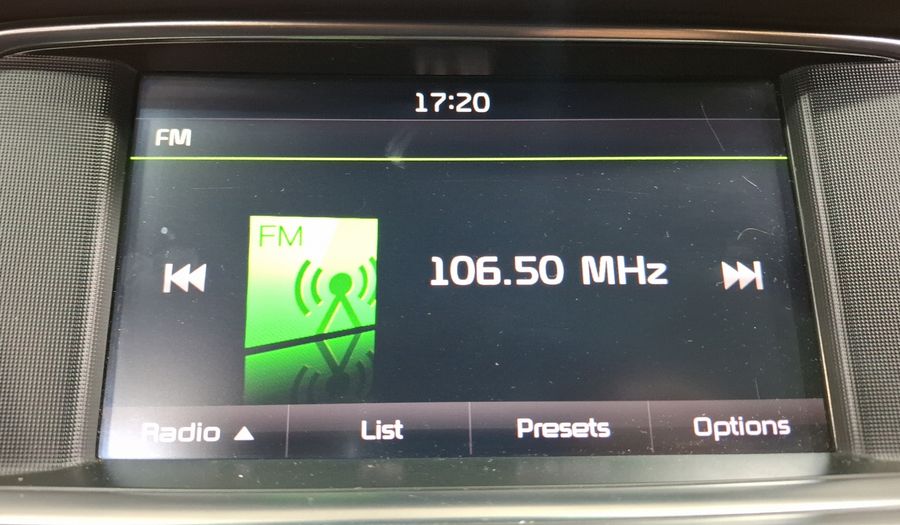 17:20
FM
FM
106.50 MHz
Radio ▲ List Presets Options